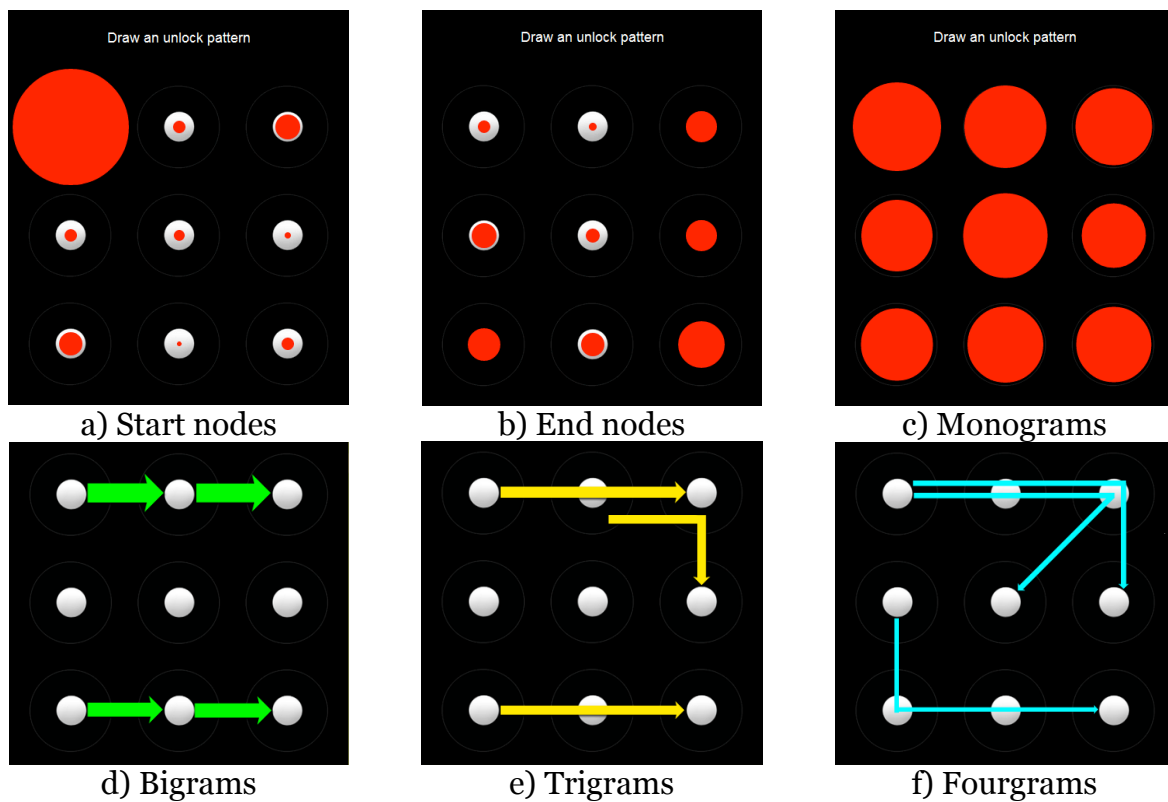 Draw an unlock pattern
Draw an unlock pattern
Draw an unlock pattern
a) Start nodes
b) End nodes
c) Monograms
d) Bigrams
e) Trigrams
f) Fourgrams